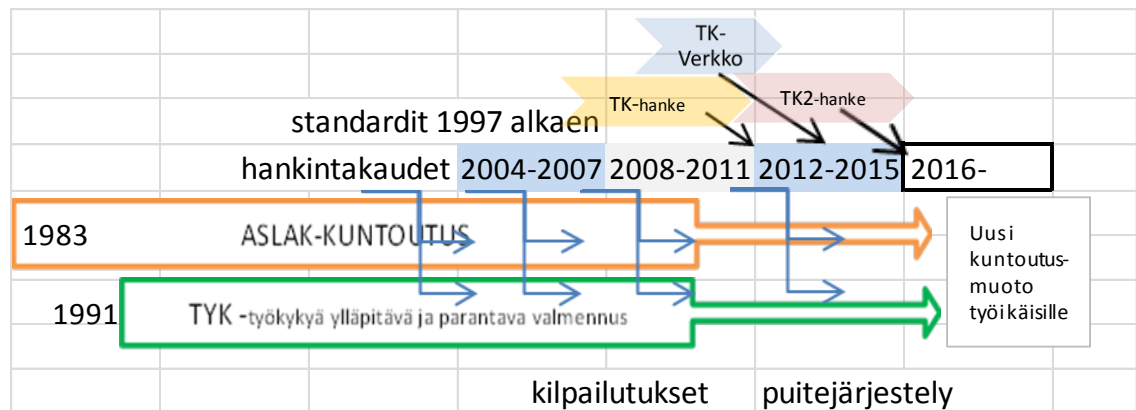 TK-
Verkko
TK-hanke
TK2-hanke
standardit 1997 alkaen
hankintakaudet 2004-2007 2008-2011 2012-2015 2016-
1983 ASLAK-KUNTOUTUS
1991 TYK -työkykyä ylläpitävä ja parantava valmennus
Uusi
kuntoutus-
muoto
työikäisille
kilpailutukset puitejärjestely